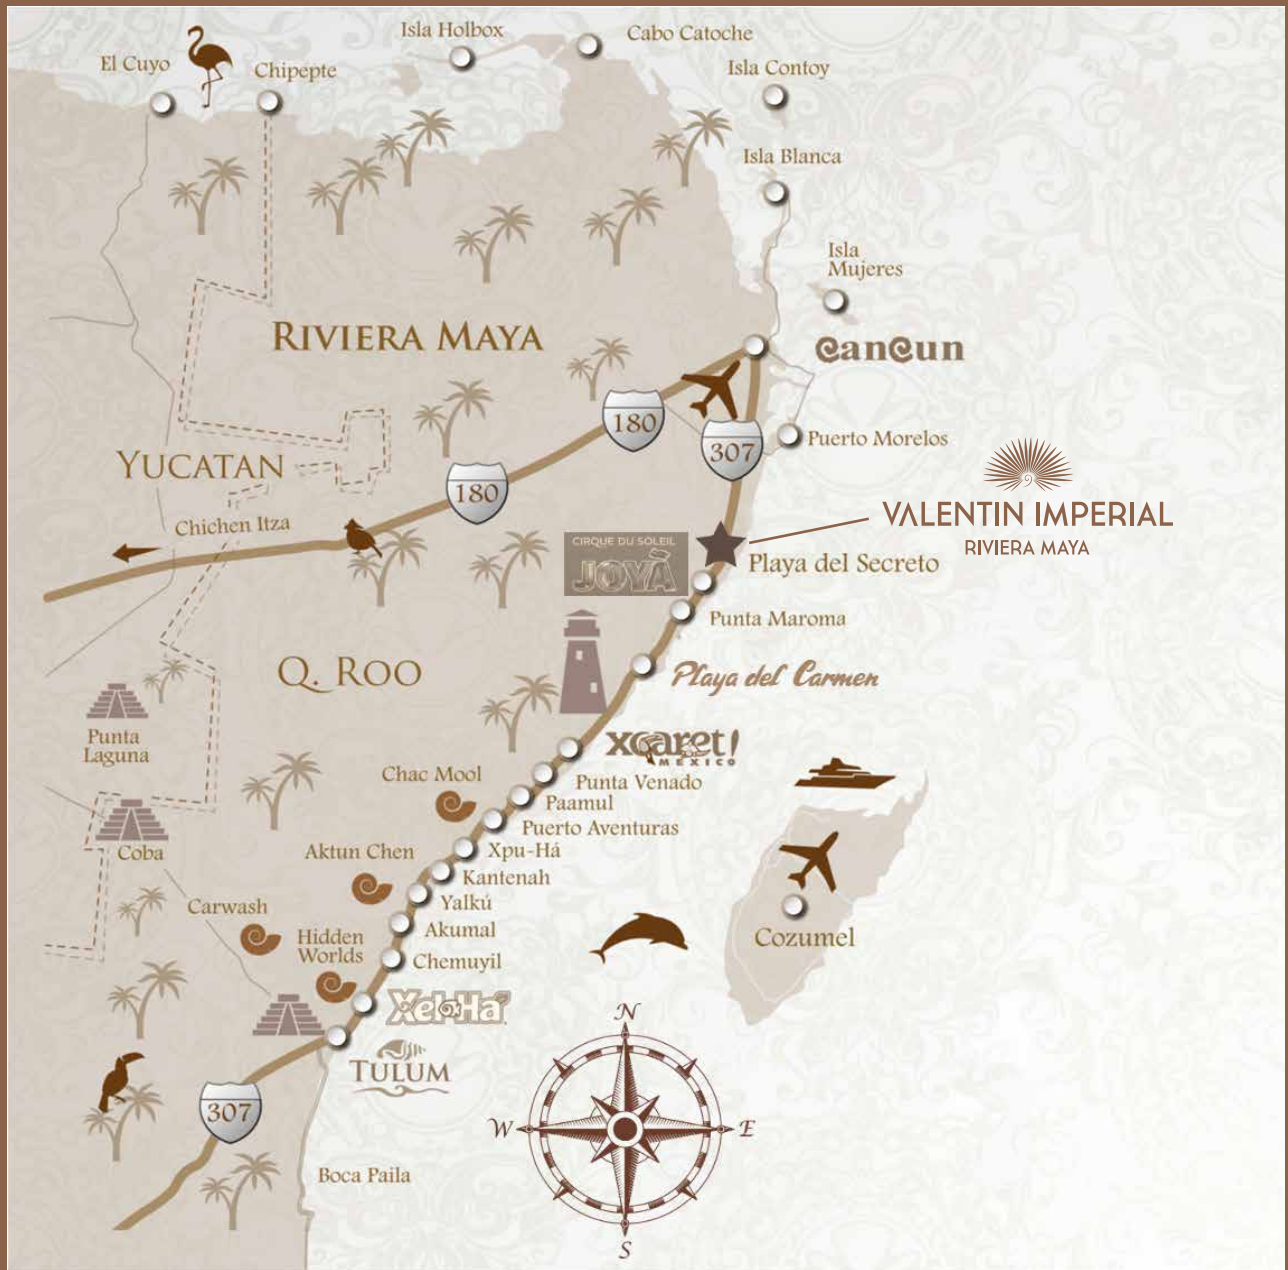 Isla Holbox
Cabo Catoche
El Cuyo
Chipepte
Isla Contoy
Isla Blanca
Isla
Mujeres
RIVIERA MAYA
CanCun
180
307
Puerto Morelos
YUCATAN
180
VALENTIN IMPERIAL
RIVIERA MAYA
Chichen Itza
CIRQUE DU SOLEIL
JOYÀ
Playa del Secreto
Punta Maroma
Q. ROO
Playa del Carmen
Punta
Laguna
xcaret!
MEXICO
Chac Mool
Punta Venado
Paamul
Puerto Aventuras
Coba
Aktun Chen
Xpu-Há
Kantenah
Yalkú
Carwash
Akumal
Hidden
Worlds
Chemuyil
Cozumel
Xel-Ha
N
TULUM
307
W
E
Boca Paila
S